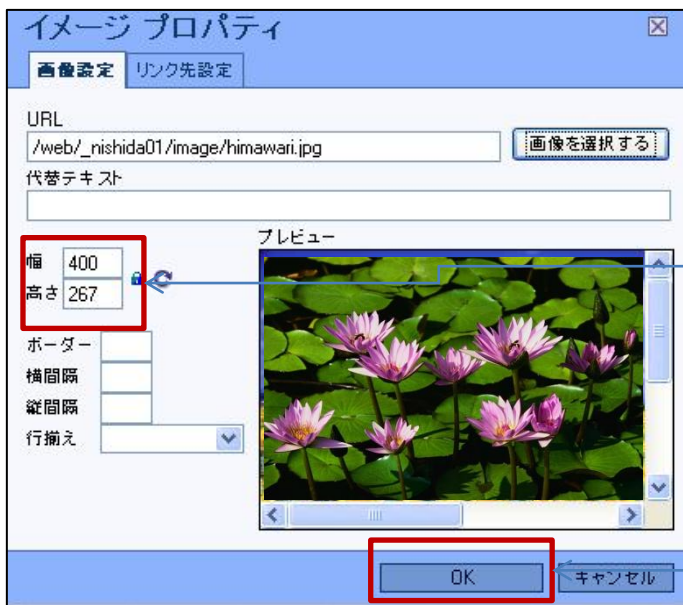 イメージ プロパティ
画像設定 リンク先設定
URL
/web/_nishida01/image/himawari.jpg 画像を選択する
代替テキスト
プレビュー
幅 400
高さ 267
ボーダー
横間隔
縦間隔
行揃え
OK キャンセル